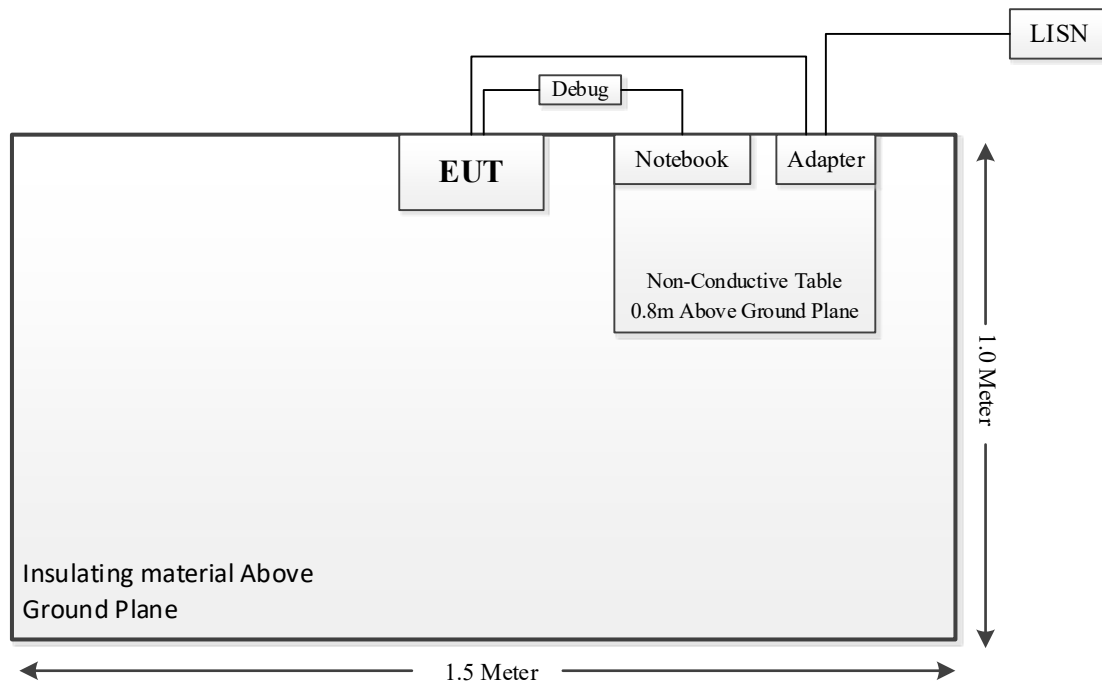 LISN
Debug
EUT
Notebook
Adapter
Non-Conductive Table
0.8m Above Ground Plane
1.0 Meter
Insulating material Above
Ground Plane
1.5 Meter